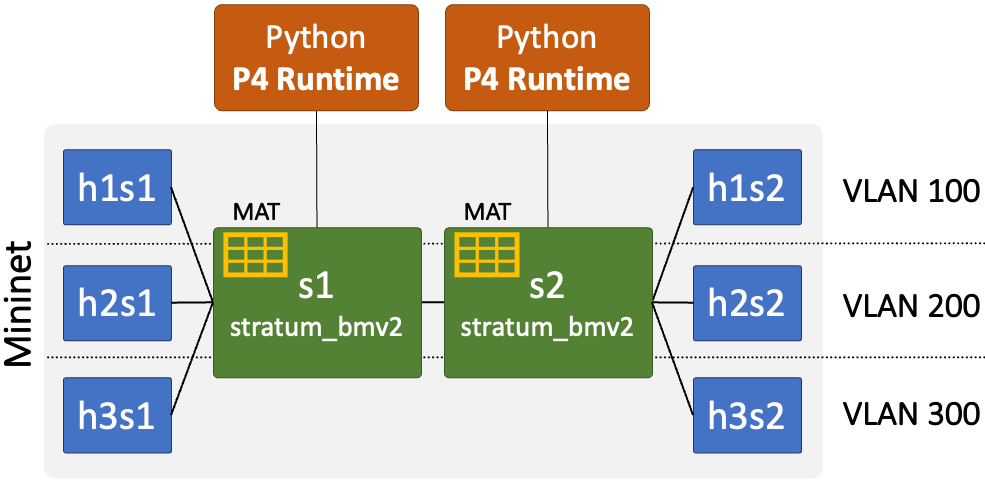 Python
P4 Runtime
Python
P4 Runtime
Mininet
h1s1
h2s1
h3s1
MAT
s1
stratum_bmv2
MAT
s2
stratum_bmv2
h1s2
h2s2
h3s2
VLAN 100
VLAN 200
VLAN 300